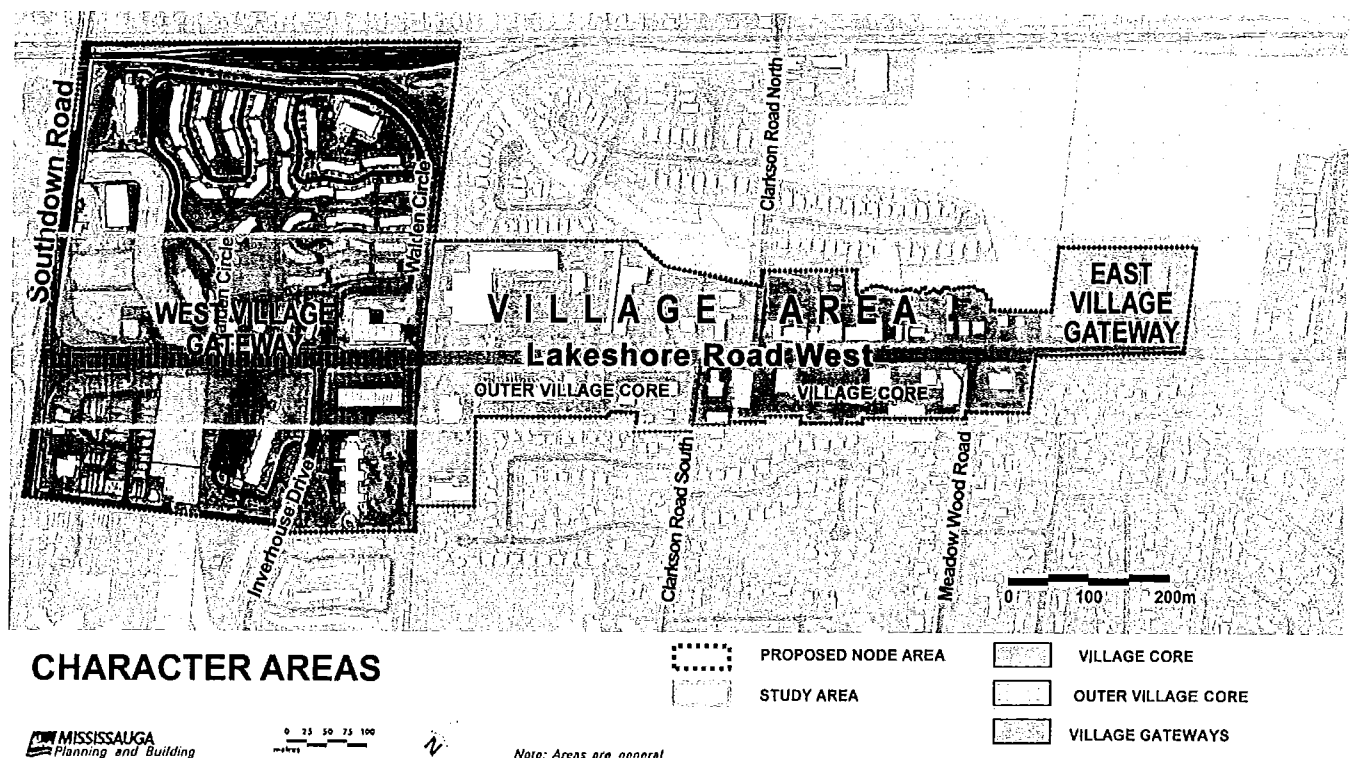 Southdown Road
Walden Circle
Walden Circle
Clarkson Road North
WEST VILLAGE
GATEWAY
VILLAGE AREA
EAST
VILLAGE
GATEWAY
Lakeshore Road West
OUTER VILLAGE CORE
VILLAGE CORE
Inverhouse Drive
Clarkson Road South
Meadow Wood Road
0 100 200m
CHARACTER AREAS
PROPOSED NODE AREA
STUDY AREA
VILLAGE CORE
OUTER VILLAGE CORE
VILLAGE GATEWAYS
MISSISSAUGA
Planning and Building
0 25 50 75 100
metres
N
Note: Areas are general